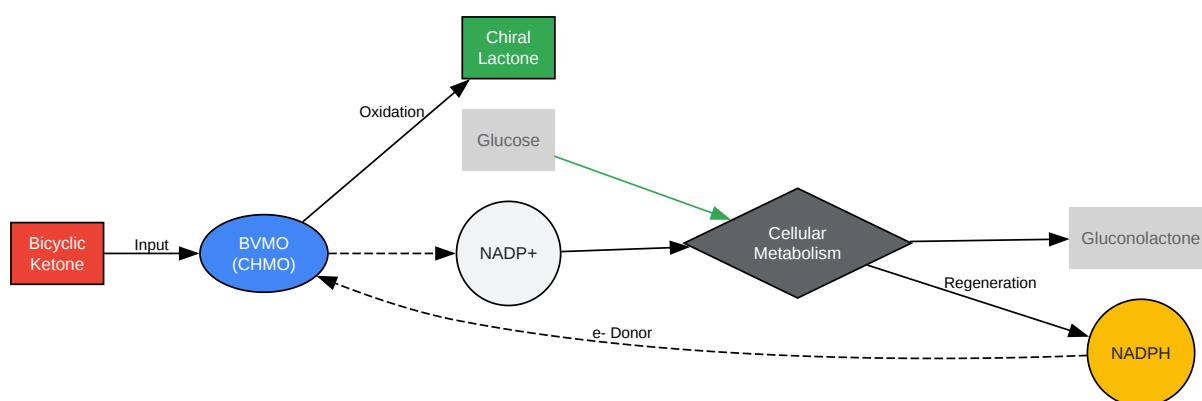 Chiral
Lactone
Oxidation
Glucose
Bicyclic
Ketone
Input
BVMO
(CHMO)
NADP+
Cellular
Metabolism
Gluconolactone
Regeneration
e- Donor
NADPH